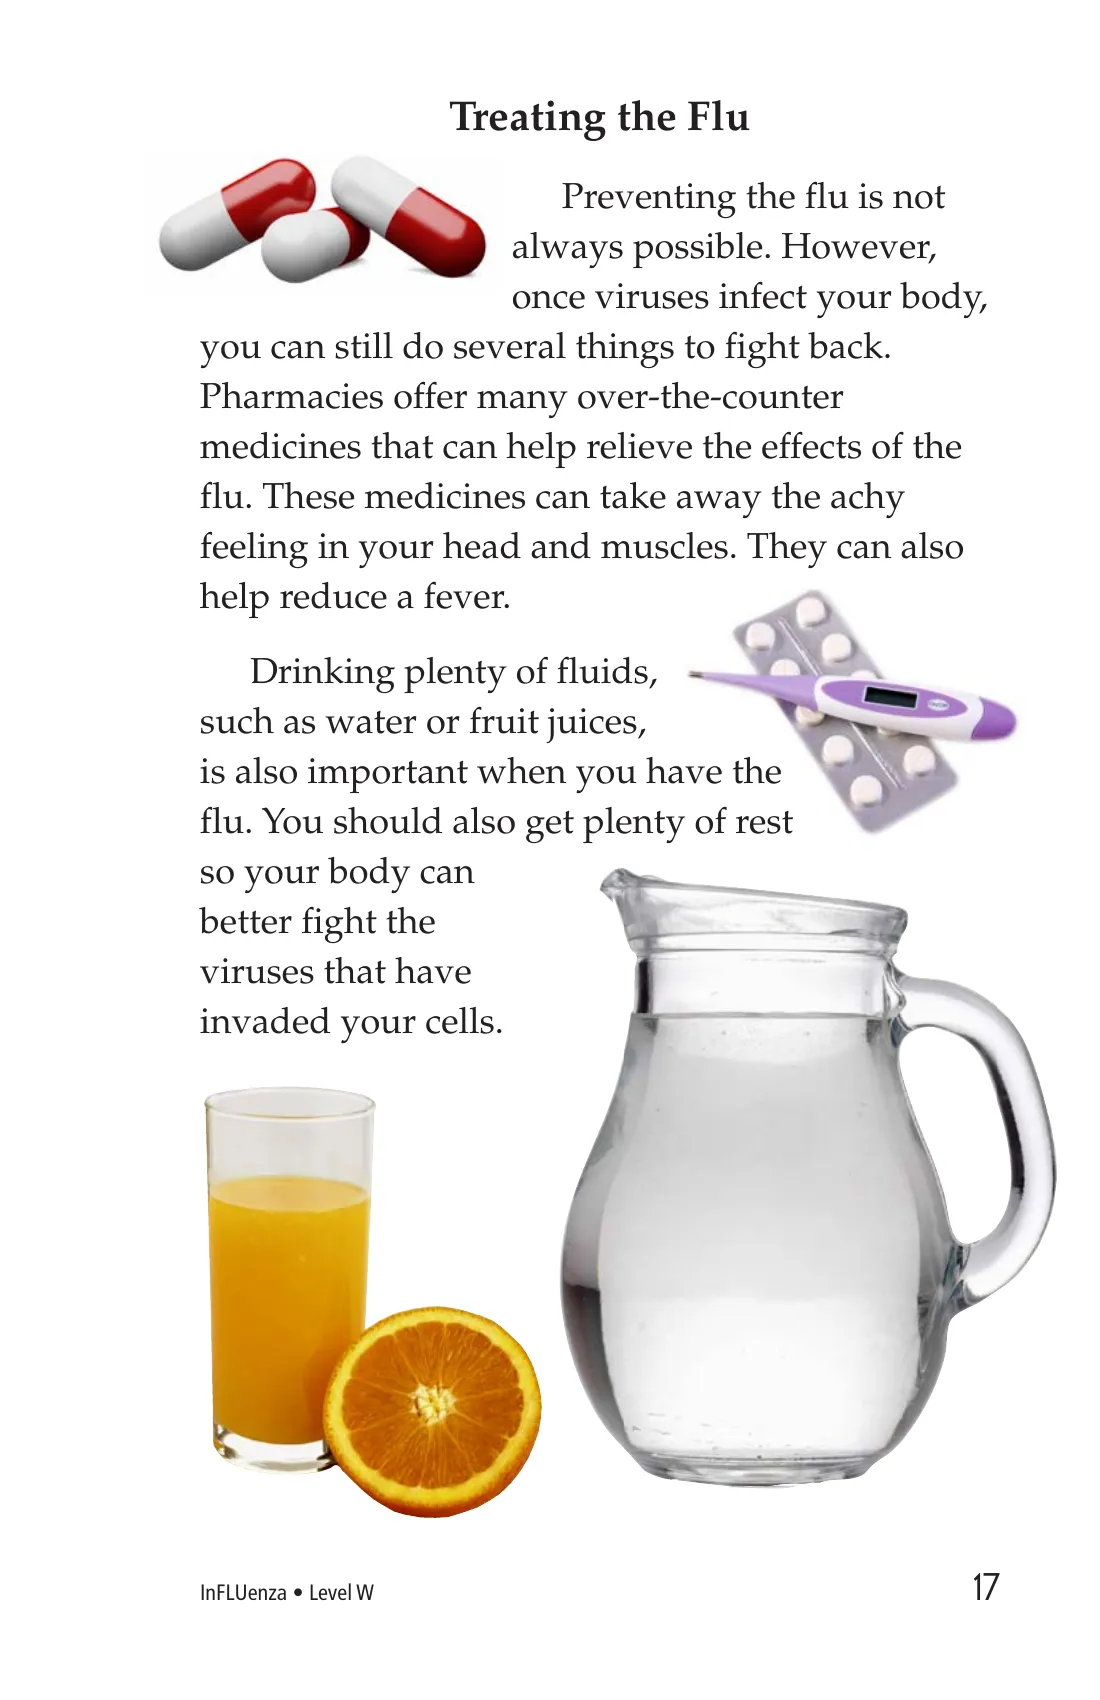 Treating the Flu
Preventing the flu is not
always possible. However,
once viruses infect your body,
you can still do several things to fight back.
Pharmacies offer many over-the-counter
medicines that can help relieve the effects of the
flu. These medicines can take away the achy
feeling in your head and muscles. They can also
help reduce a fever.
Drinking plenty of fluids,
such as water or fruit juices,
is also important when you have the
flu. You should also get plenty of rest
so your body can
better fight the
viruses that have
invaded your cells.
InFLUenza • Level W
17